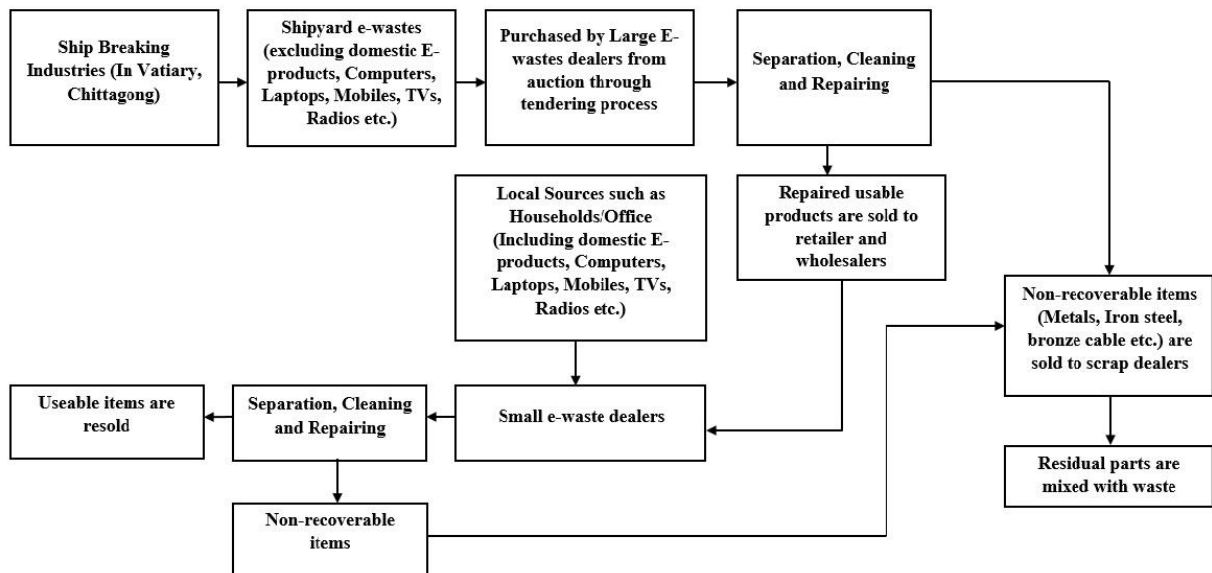 Ship Breaking
Industries (In Vatiary,
Chittagong)
Shipyard e-wastes
(excluding domestic E-
products, Computers,
Laptops, Mobiles, TVs,
Radios etc.)
Purchased by Large E-
wastes dealers from
auction through
tendering process
Separation, Cleaning
and Repairing
Local Sources such as
Households/Office
(Including domestic E-
products, Computers,
Laptops, Mobiles, TVs,
Radios etc.)
Repaired usable
products are sold to
retailer and
wholesalers
Non-recoverable items
(Metals, Iron steel,
bronze cable etc.) are
sold to scrap dealers
Useable items are
resold
Separation, Cleaning
and Repairing
Small e-waste dealers
Residual parts are
mixed with waste
Non-recoverable
items